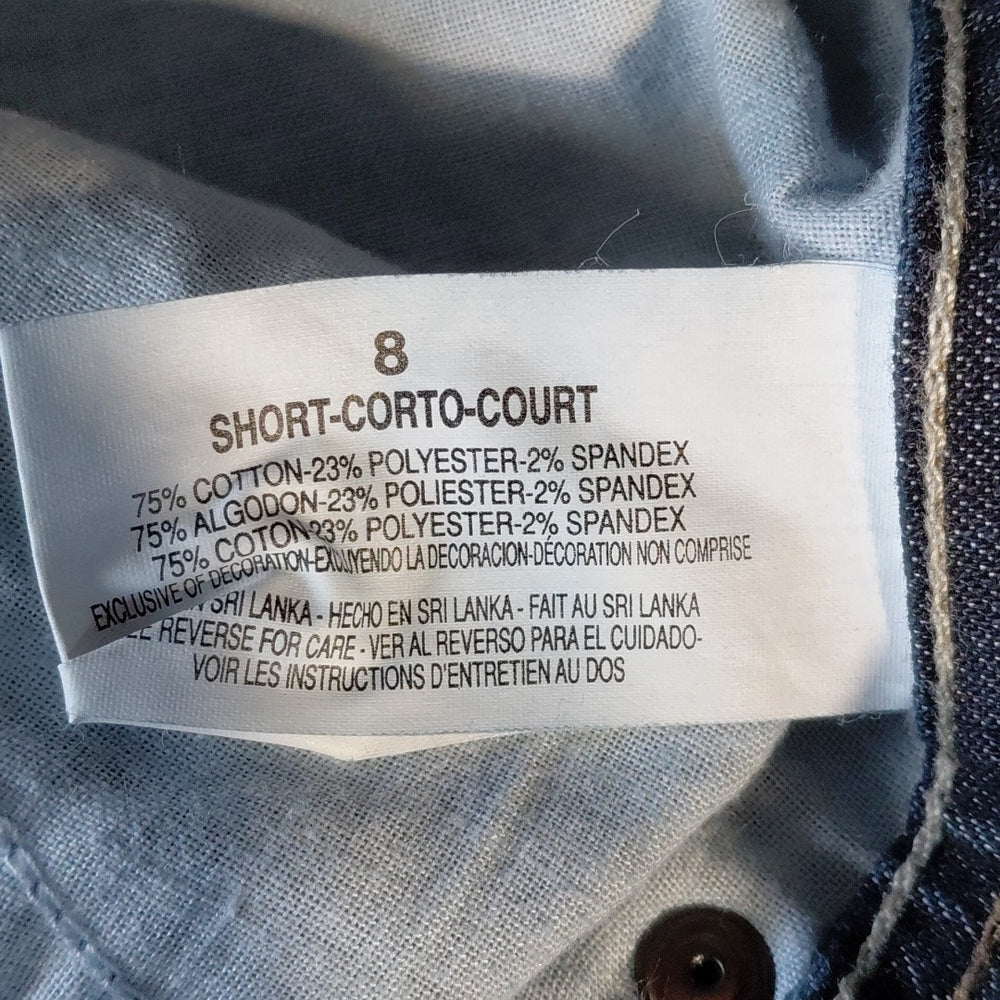 8
SHORT-CORTO-COURT
75% COTTON-23% POLYESTER-2% SPANDEX
75% ALGODON-23% POLIESTER-2% SPANDEX
75% COTON-23% POLYESTER-2% SPANDEX
EXCLUSIVE OF DECORATION-EXCLUYENDO LA DECORACION-DÉCORATION NON COMPRISE
SRI LANKA - HECHO EN SRI LANKA - FAIT AU SRI LANKA
REVERSE FOR CARE - VER AL REVERSO PARA EL CUIDADO-
VOIR LES INSTRUCTIONS D'ENTRETIEN AU DOS